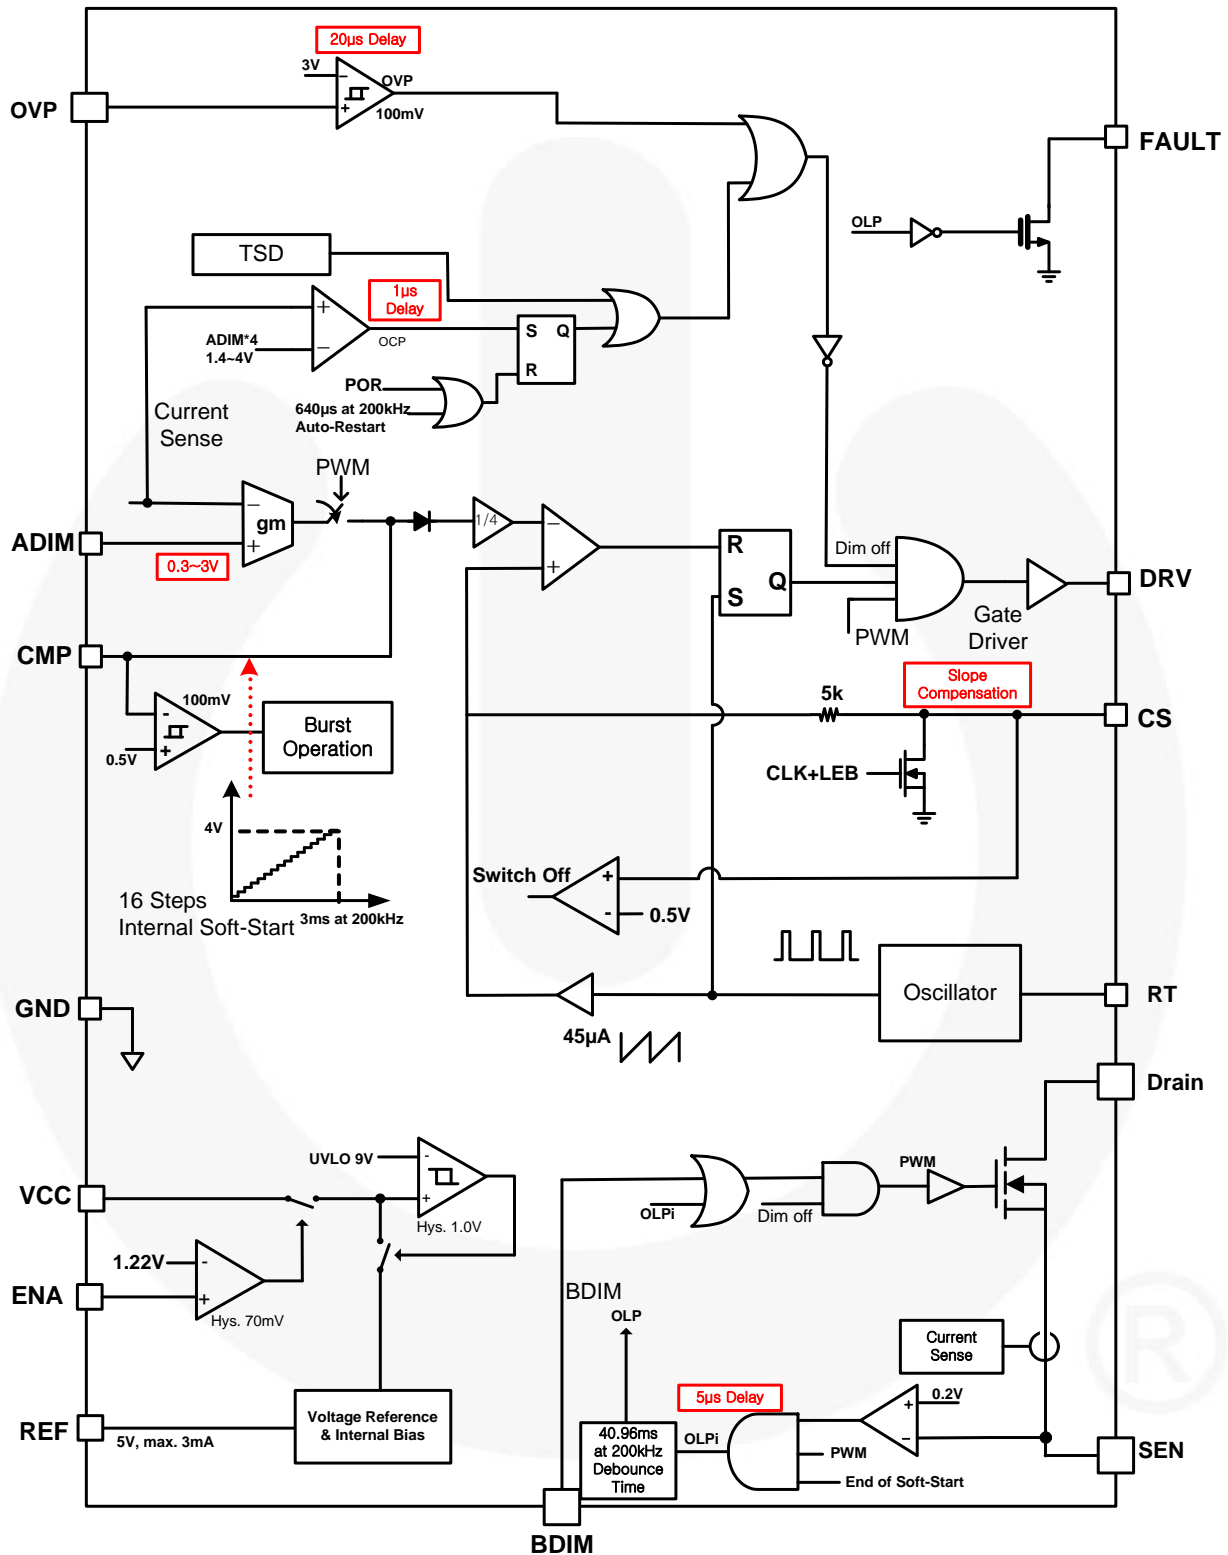 20µs Delay
3V
−
OVP
+
100mV
OVP
FAULT
OLP
TSD
1µs
Delay
+
−
ADIM*4
1.4~4V
OCP
S
Q
R
POR
640µs at 200kHz
Auto-Restart
Current
Sense
PWM
−
gm
+
ADIM
0.3~3V
1/4
−
+
R
S
Q
Dim off
PWM
Gate
Driver
DRV
CMP
100mV
-
+
0.5V
Burst
Operation
5k
Slope
Compensation
CS
CLK+LEB
4V
16 Steps
Internal Soft-Start
3ms at 200kHz
Switch Off
+
-
0.5V
GND
45µA
Oscillator
RT
Drain
UVLO 9V
-
+
Hys. 1.0V
VCC
1.22V
-
+
ENA
Hys. 70mV
OLPi
Dim off
PWM
BDIM
OLP
Current
Sense
REF
5V, max. 3mA
Voltage Reference
& Internal Bias
5µs Delay
40.96ms
at 200kHz
Debounce
Time
OLPi
0.2V
+
−
PWM
End of Soft-Start
SEN
BDIM
®